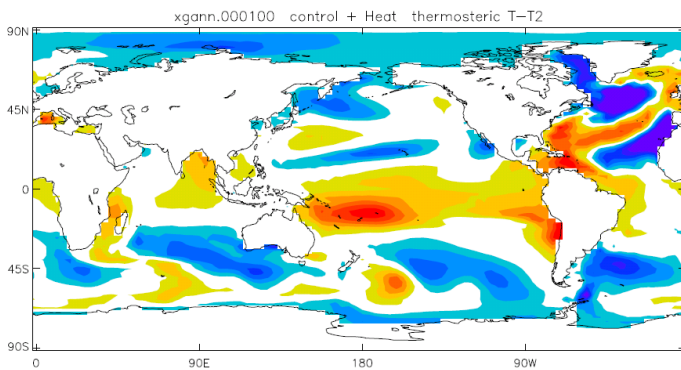 xgann.000100 control + Heat thermosteric T-T2
90N
45N
0
45S
90S
0 90E 180 90W